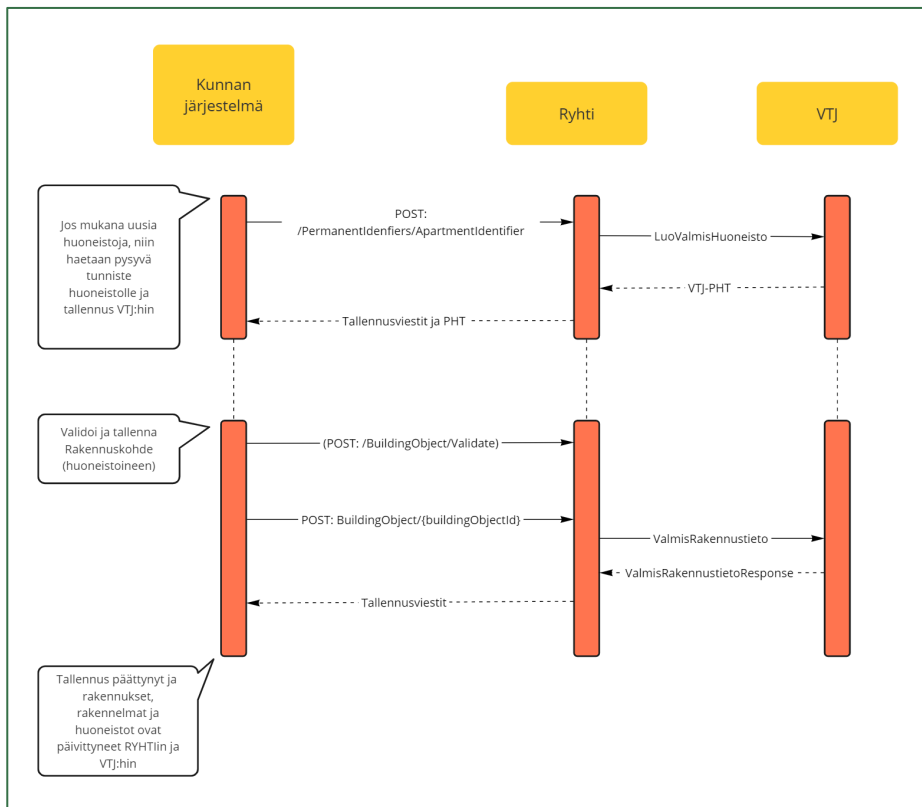 Kunnan
järjestelmä
Ryhti
VTJ
Jos mukana uusia
huoneistoja, niin
haetaan pysyvä
tunniste
huoneistolle ja
tallennus VTJ:hin
POST:
/PermanentIdenfiers/ApartmentIdentifier
LuoValmisHuoneisto
VTJ-PHT
Tallennusviestit ja PHT
Validoi ja tallenna
Rakennuskohde
(huoneistoineen)
(POST: /BuildingObject/Validate)
POST: BuildingObject/{buildingObjectId}
ValmisRakennustieto
ValmisRakennustietoResponse
Tallennusviestit
Tallennus päättynyt ja
rakennukset,
rakennelmat ja
huoneistot ovat
päivittyneet RYHTIin ja
VTJ:hin